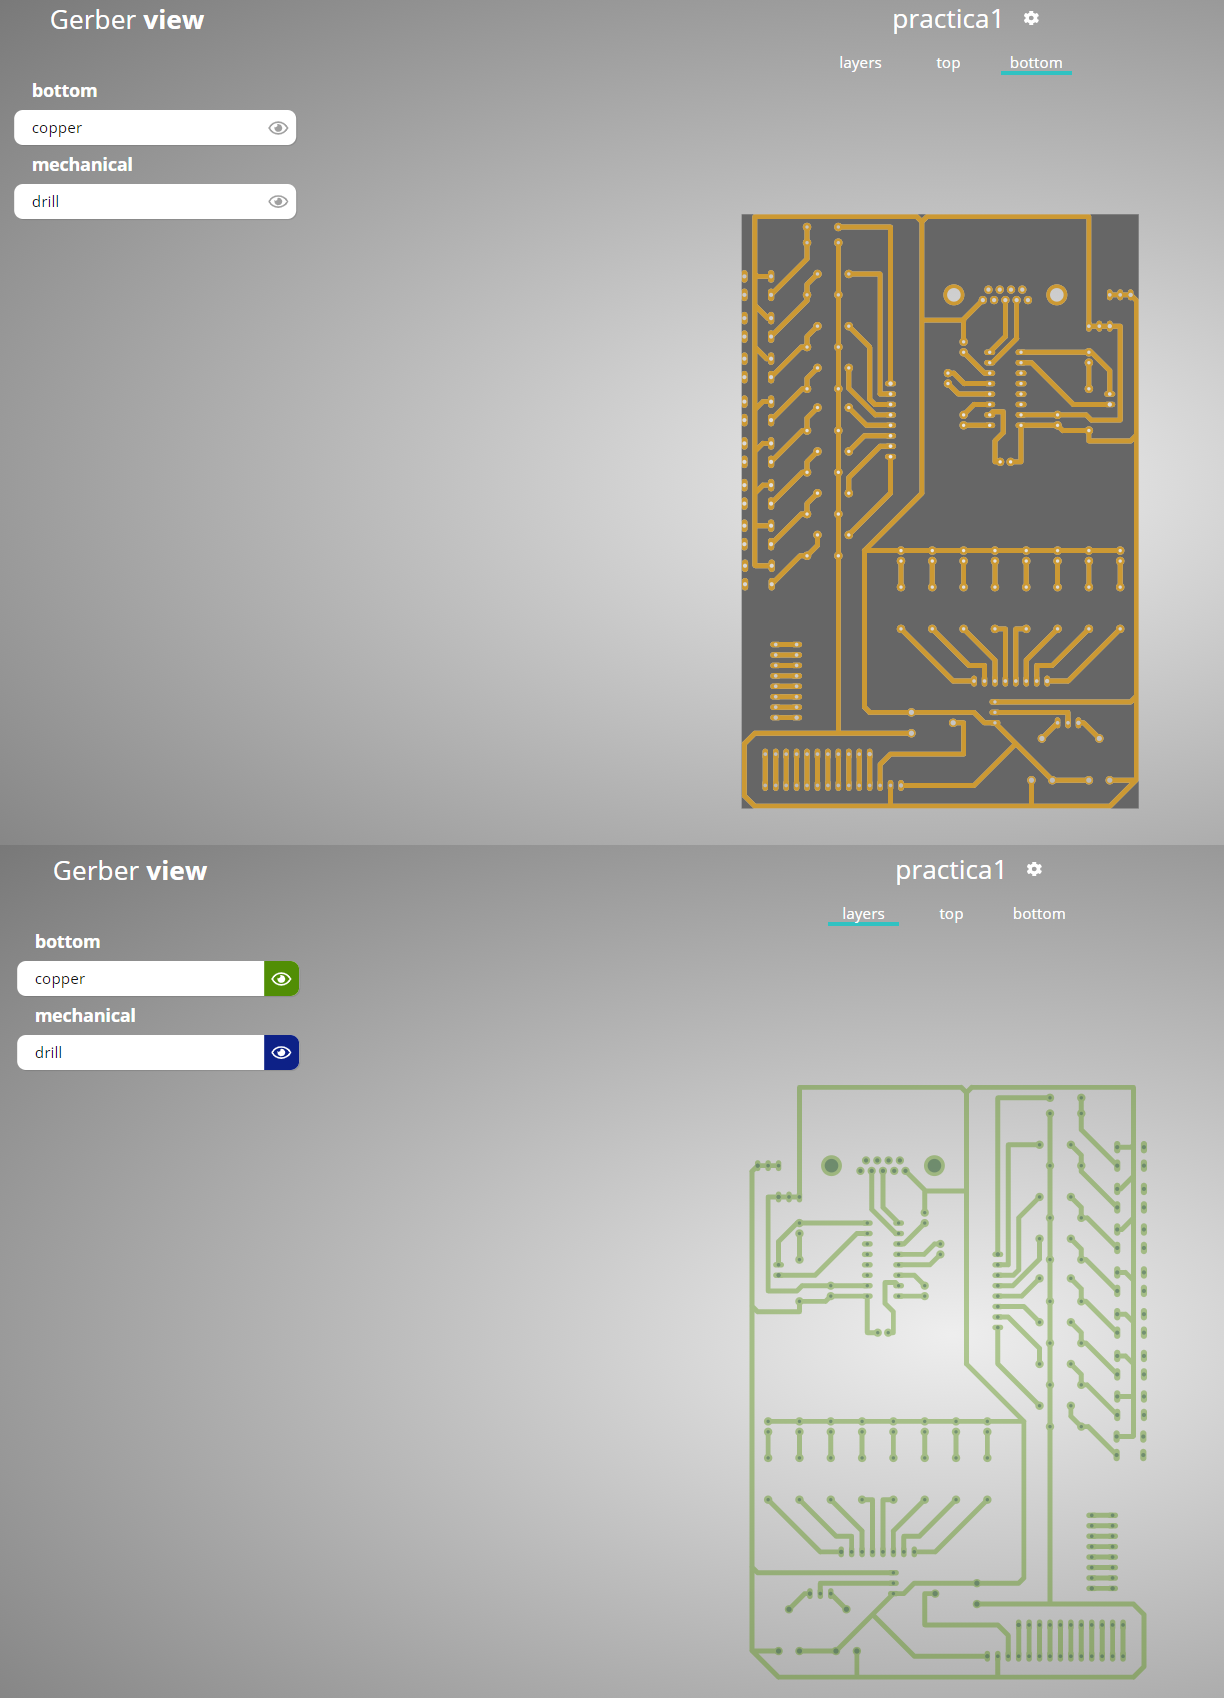 Gerber view
practica1
layers top bottom
bottom
copper
mechanical
drill
Gerber view
practica1
layers top bottom
bottom
copper
mechanical
drill